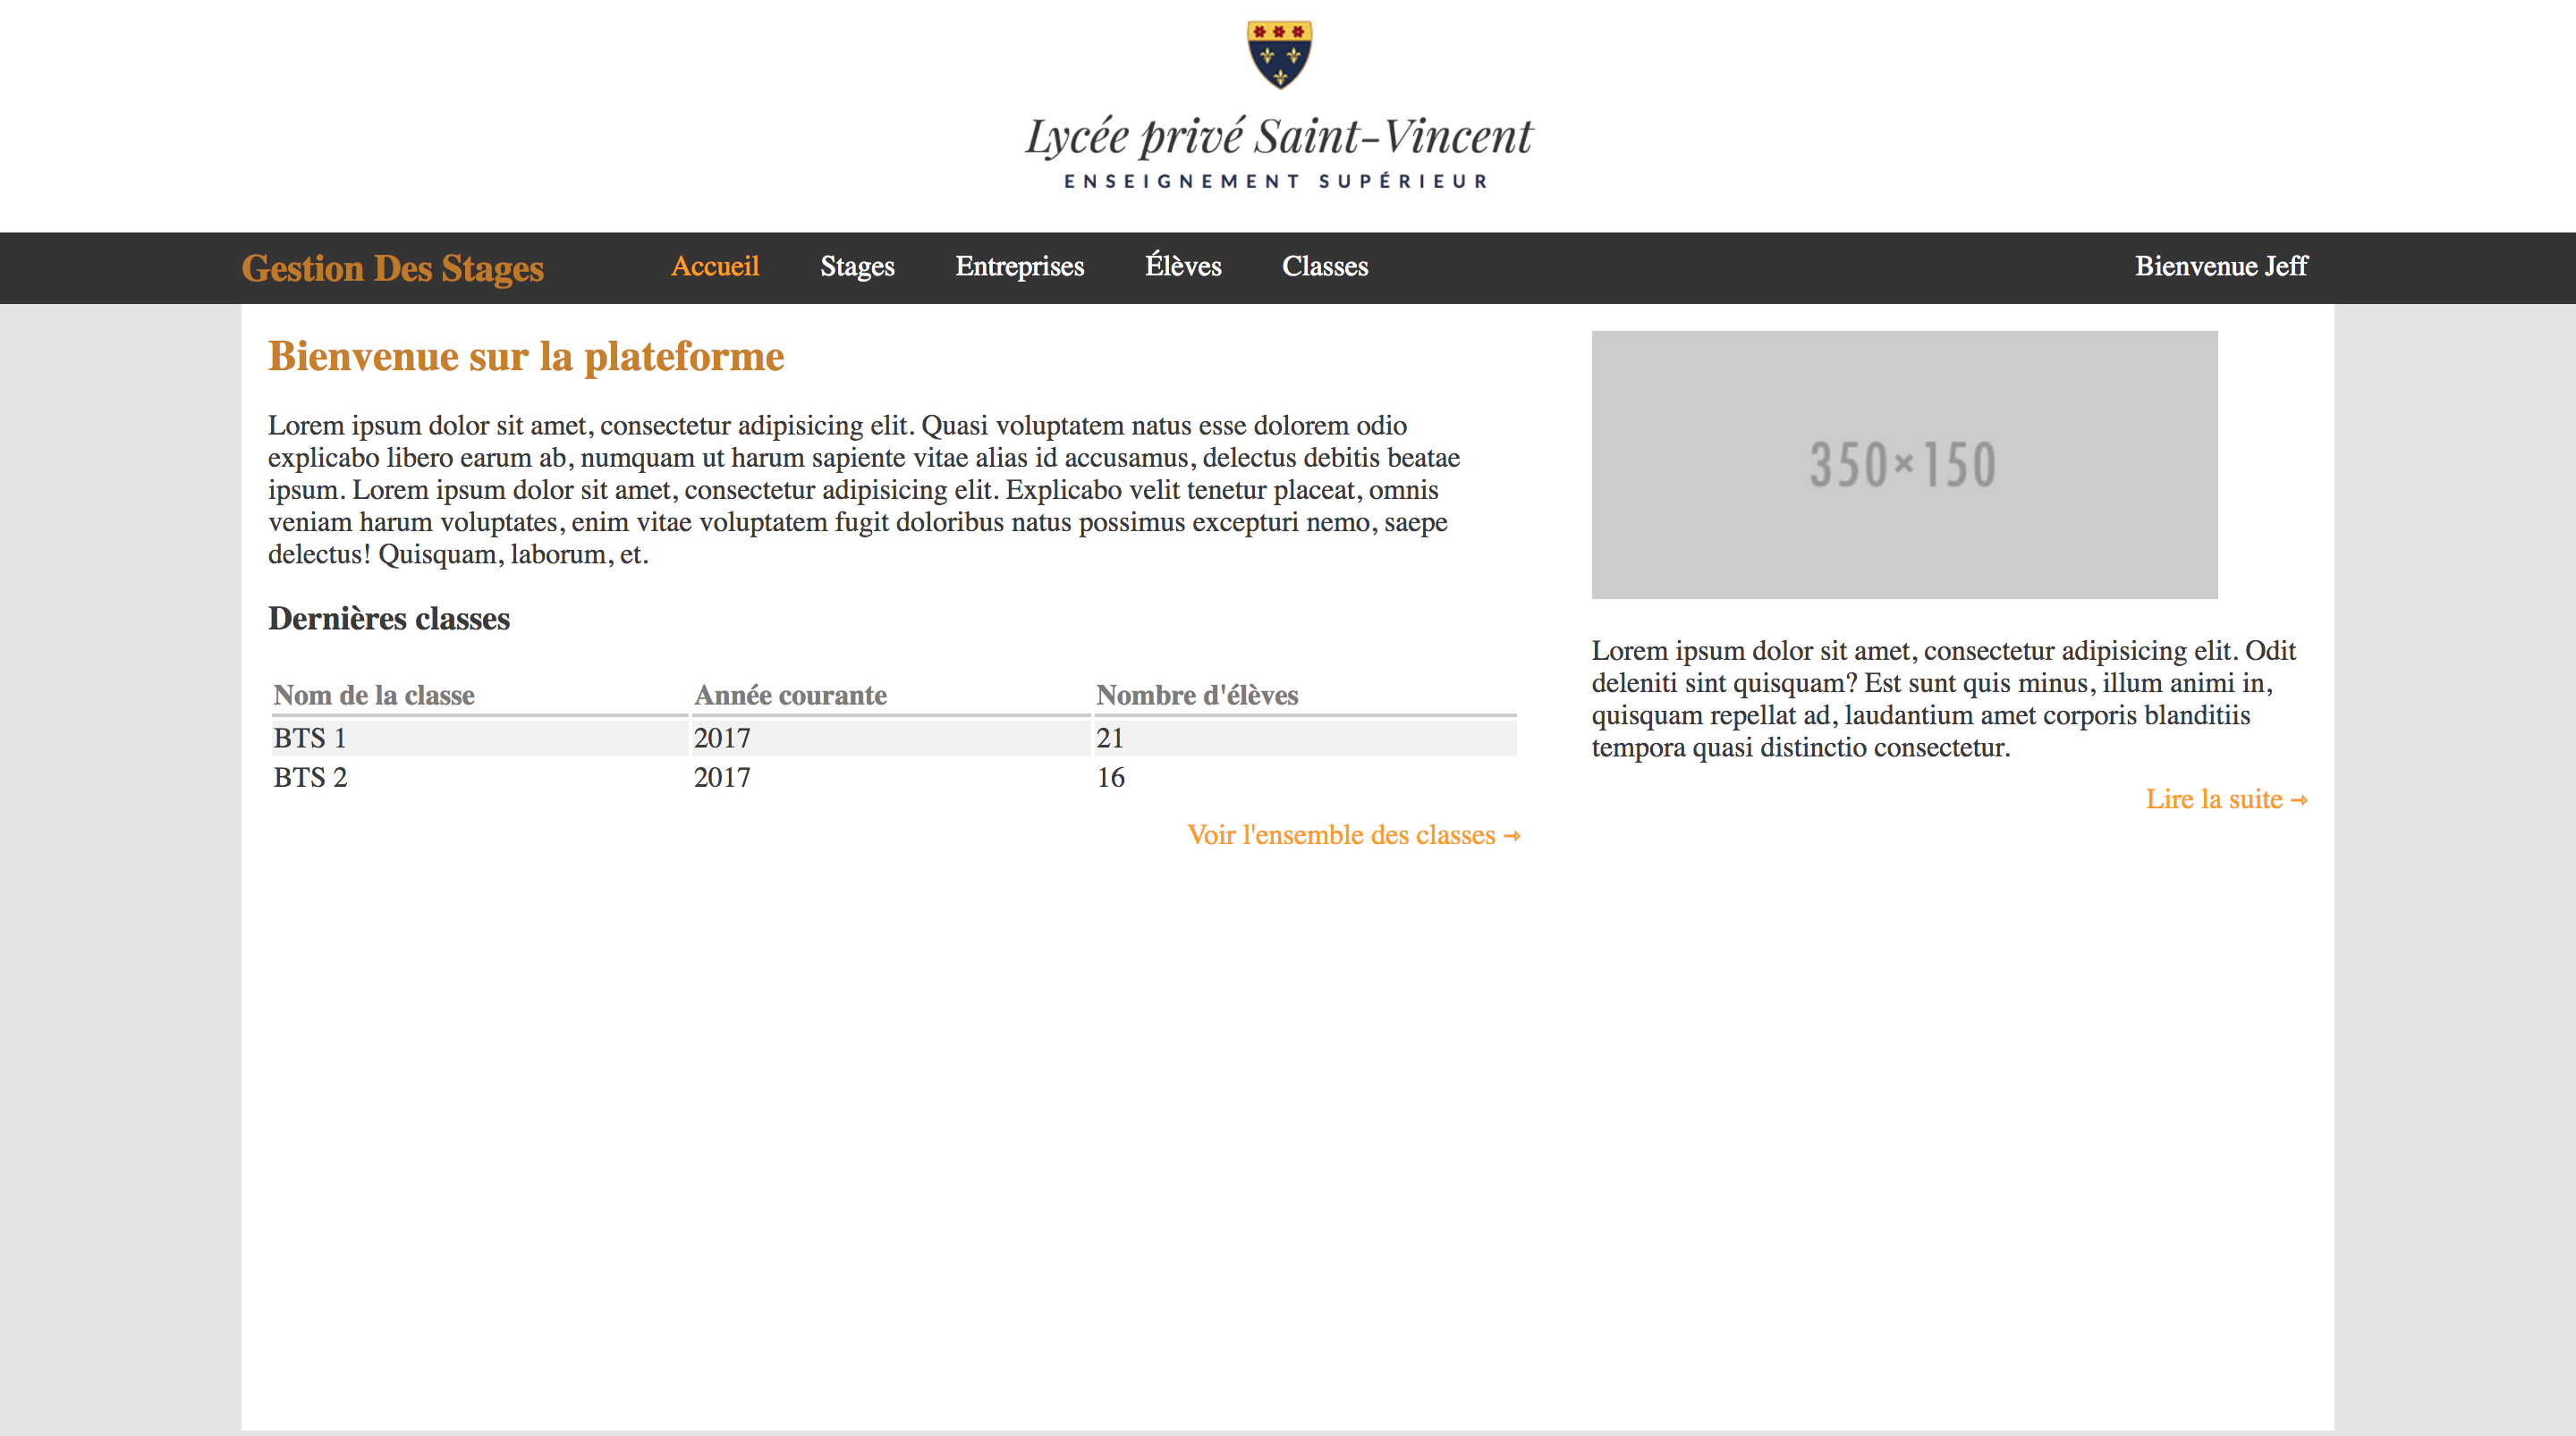 Lycée privé Saint-Vincent
ENSEIGNEMENT SUPÉRIEUR
Gestion Des Stages Accueil Stages Entreprises Élèves Classes Bienvenue Jeff
Bienvenue sur la plateforme
Lorem ipsum dolor sit amet, consectetur adipisicing elit. Quasi voluptatem natus esse dolorem odio
explicabo libero earum ab, numquam ut harum sapiente vitae alias id accusamus, delectus debitis beatae
ipsum. Lorem ipsum dolor sit amet, consectetur adipisicing elit. Explicabo velit tenetur placeat, omnis
veniam harum voluptates, enim vitae voluptatem fugit doloribus natus possimus excepturi nemo, saepe
delectus! Quisquam, laborum, et.
Dernières classes
Nom de la classe Année courante Nombre d'élèves
BTS 1 2017 21
BTS 2 2017 16
Voir l'ensemble des classes →
350×150
Lorem ipsum dolor sit amet, consectetur adipisicing elit. Odit
deleniti sint quisquam? Est sunt quis minus, illum animi in,
quisquam repellat ad, laudantium amet corporis blanditiis
tempora quasi distinctio consectetur.
Lire la suite →